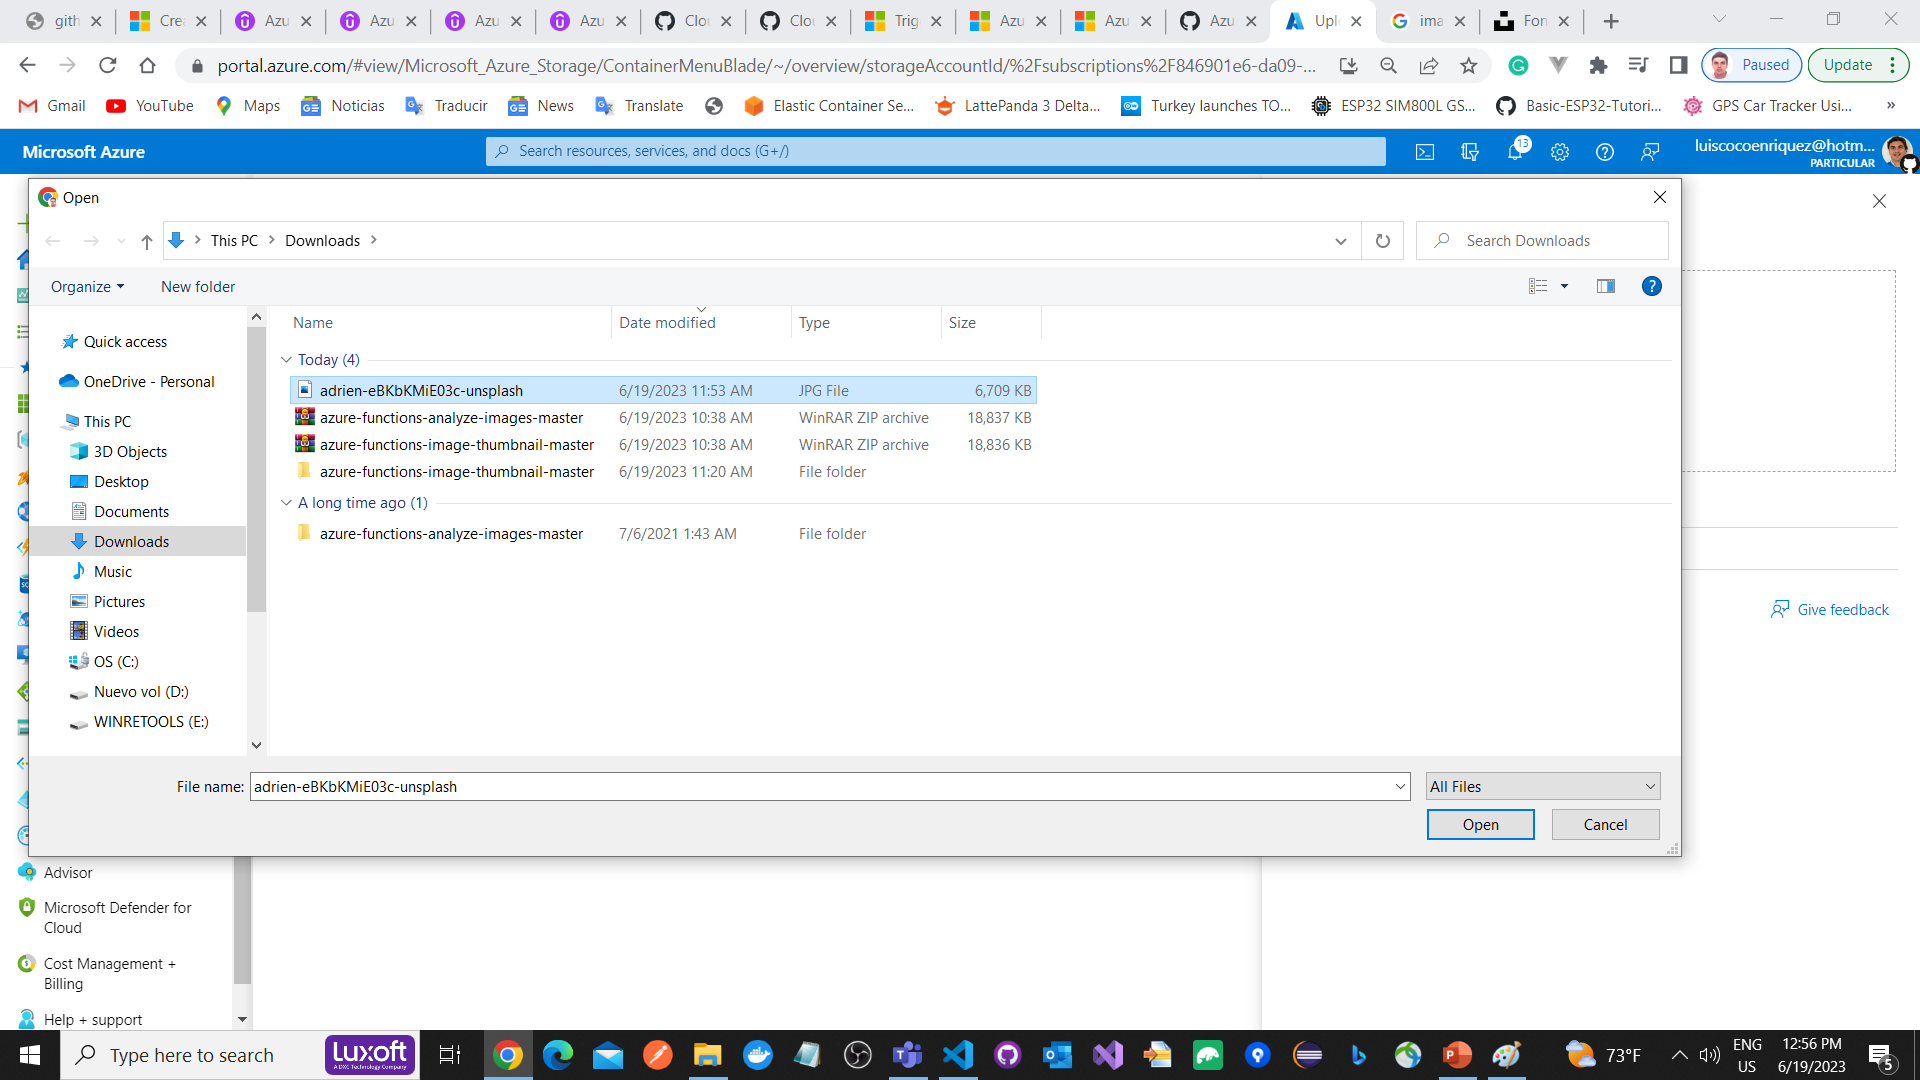 gith
Crea
Azu
Azu
Azu
Azu
Clou
Clou
Trig
Azu
Azu
Azu
Uplo
ima
Fon
portal.azure.com/#view/Microsoft_Azure_Storage/ContainerMenuBlade/~/overview/storageAccountId/%2Fsubscriptions%2F846901e6-da09-...
Paused
Update
Gmail
YouTube
Maps
Noticias
Traducir
News
Translate
Elastic Container Se...
LattePanda 3 Delta...
Turkey launches TO...
ESP32 SIM800L GS...
Basic-ESP32-Tutori...
GPS Car Tracker Usi...
»
Microsoft Azure
Search resources, services, and docs (G+/)
13
luiscocoenriquez@hotm...
PARTICULAR
Open
This PC
Downloads
Search Downloads
Organize
New folder
Name
Date modified
Type
Size
Quick access
OneDrive - Personal
This PC
3D Objects
Desktop
Documents
Downloads
Music
Pictures
Videos
OS (C:)
Nuevo vol (D:)
WINRETOOLS (E:)
Today (4)
adrien-eBKbKMiE03c-unsplash 6/19/2023 11:53 AM JPG File 6,709 KB
azure-functions-analyze-images-master 6/19/2023 10:38 AM WinRAR ZIP archive 18,837 KB
azure-functions-image-thumbnail-master 6/19/2023 10:38 AM WinRAR ZIP archive 18,836 KB
azure-functions-image-thumbnail-master 6/19/2023 11:20 AM File folder
A long time ago (1)
azure-functions-analyze-images-master 7/6/2021 1:43 AM File folder
Give feedback
File name: adrien-eBKbKMiE03c-unsplash
All Files
Open
Cancel
Advisor
Microsoft Defender for
Cloud
Cost Management +
Billing
Help + support
Type here to search
luxoft
A DXC Technology Company
73°F
ENG
US
12:56 PM
6/19/2023
5